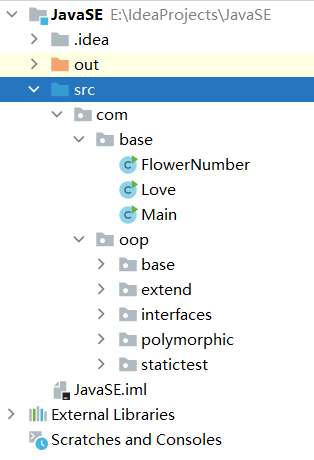 JavaSE E:\IdeaProjects\JavaSE
.idea
out
src
com
base
FlowerNumber
Love
Main
oop
base
extend
interfaces
polymorphic
statictest
JavaSE.iml
External Libraries
Scratches and Consoles